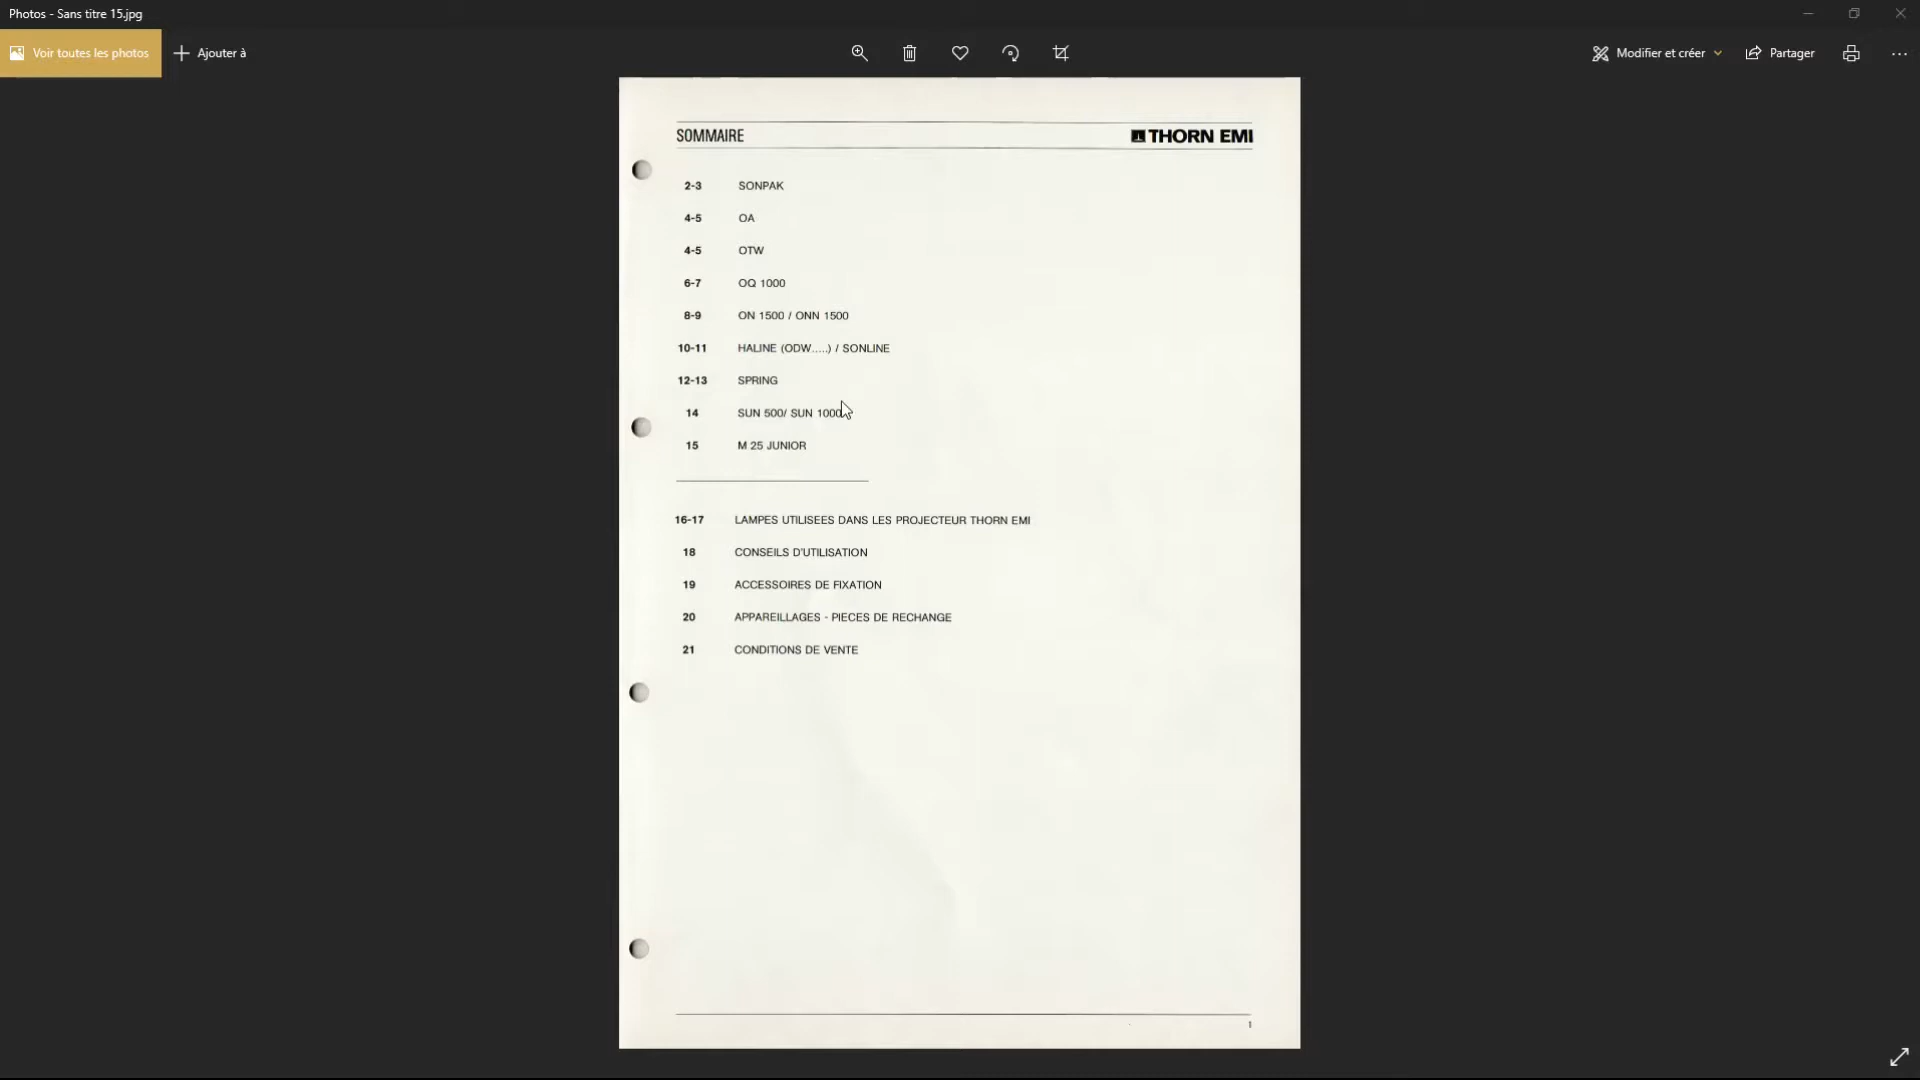 Photos - Sans titre 15.jpg
Voir toutes les photos
Ajouter à
Modifier et créer
Partager
SOMMAIRE
THORN EMI
2-3 SONPAK
4-5 OA
4-5 OTW
6-7 OQ 1000
8-9 ON 1500 / ONN 1500
10-11 HALINE (ODW.....) / SONLINE
12-13 SPRING
14 SUN 500/ SUN 1000
15 M 25 JUNIOR
16-17 LAMPES UTILISEES DANS LES PROJECTEUR THORN EMI
18 CONSEILS D'UTILISATION
19 ACCESSOIRES DE FIXATION
20 APPAREILLAGES - PIECES DE RECHANGE
21 CONDITIONS DE VENTE
1